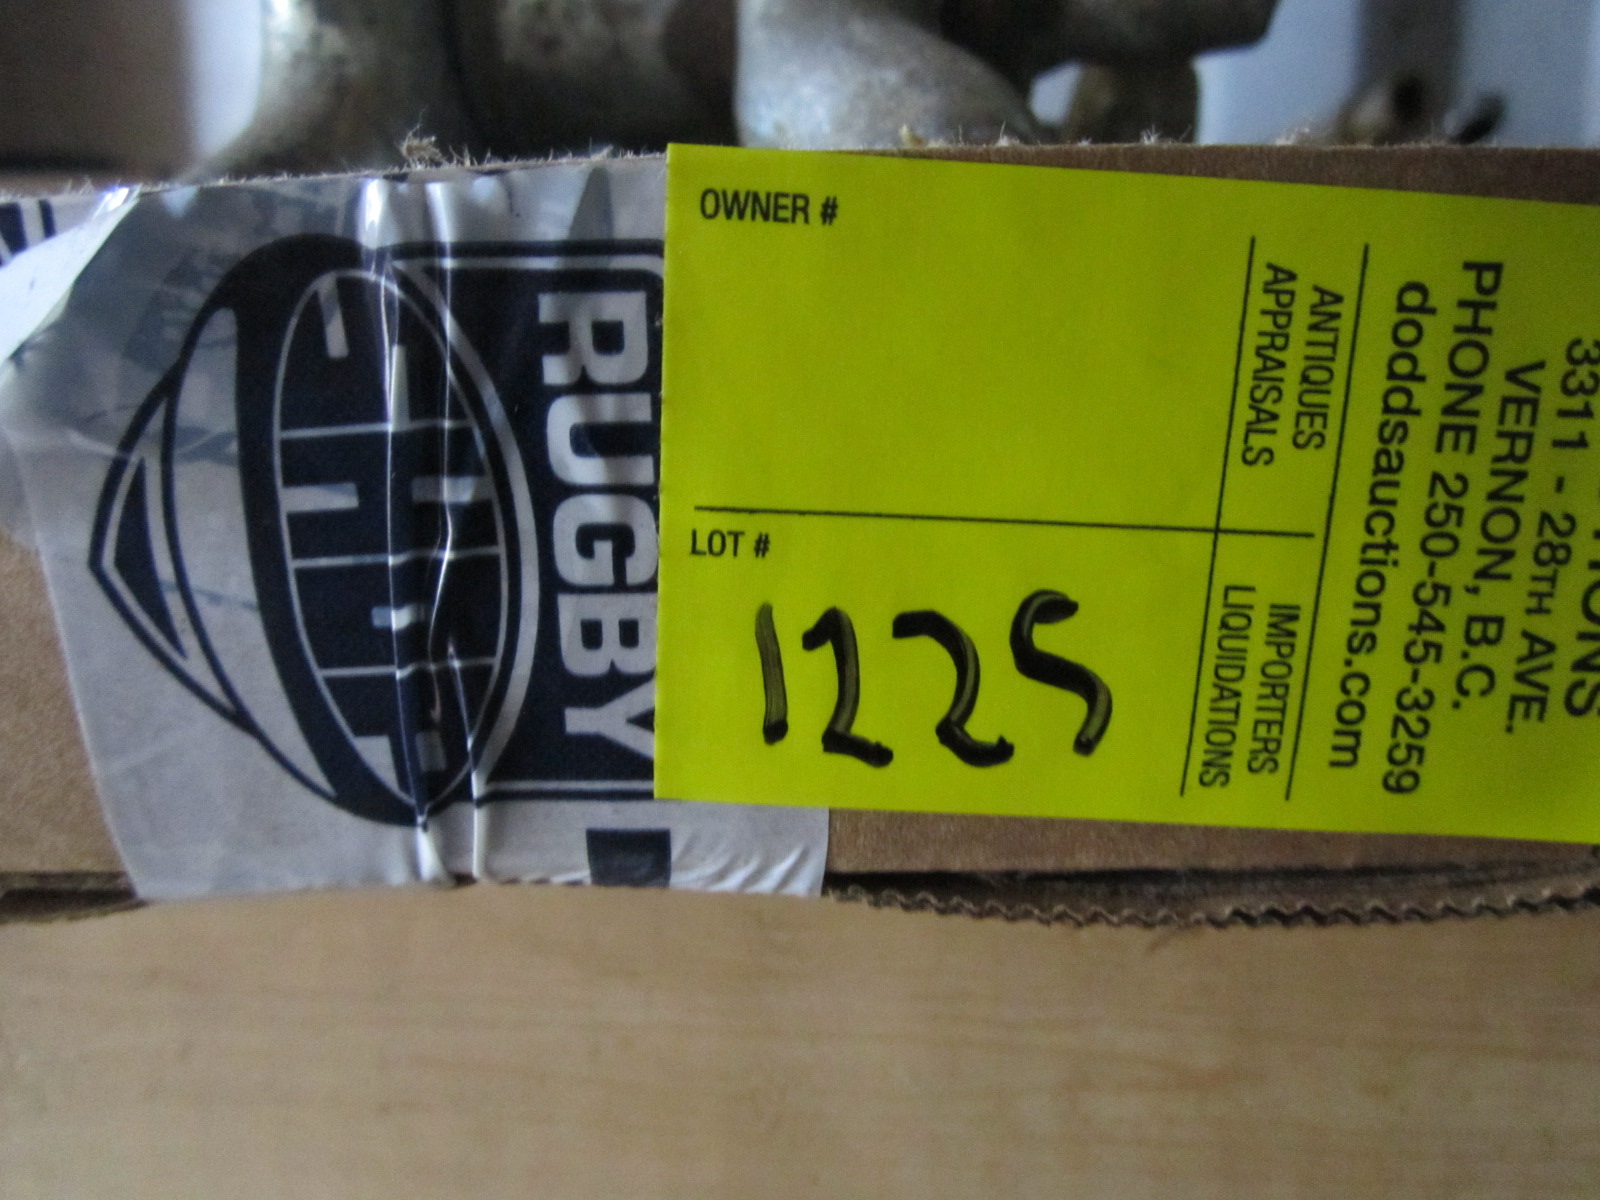 RUGBY
OWNER #
LOT #
1225
3311 - 28TH AVE.
VERNON, B.C.
PHONE 250-545-3259
doddsauctions.com
ANTIQUES
APPRAISALS
IMPORTERS
LIQUIDATIONS